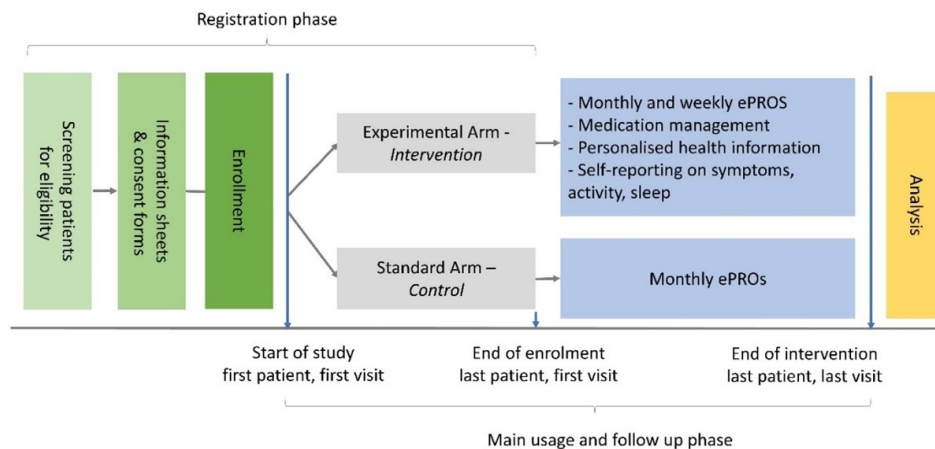 Registration phase
Screening patients
for eligibility
Information sheets
& consent forms
Enrollment
Experimental Arm -
Intervention
- Monthly and weekly ePROS
- Medication management
- Personalised health information
- Self-reporting on symptoms,
activity, sleep
Standard Arm –
Control
Monthly ePROs
Analysis
Start of study
first patient, first visit
End of enrolment
last patient, first visit
End of intervention
last patient, last visit
Main usage and follow up phase